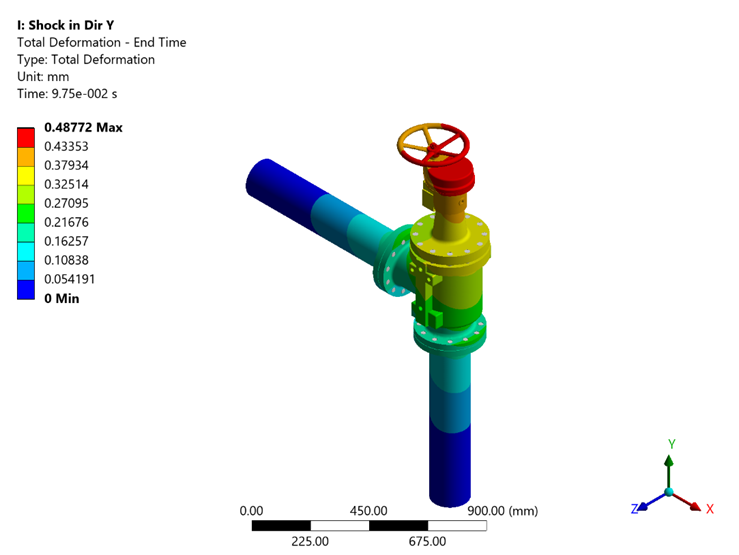 I: Shock in Dir Y
Total Deformation - End Time
Type: Total Deformation
Unit: mm
Time: 9.75e-002 s
0.48772 Max
0.43353
0.37934
0.32514
0.27095
0.21676
0.16257
0.10838
0.054191
0 Min
0.00 450.00 900.00 (mm)
225.00 675.00
Y
Z X